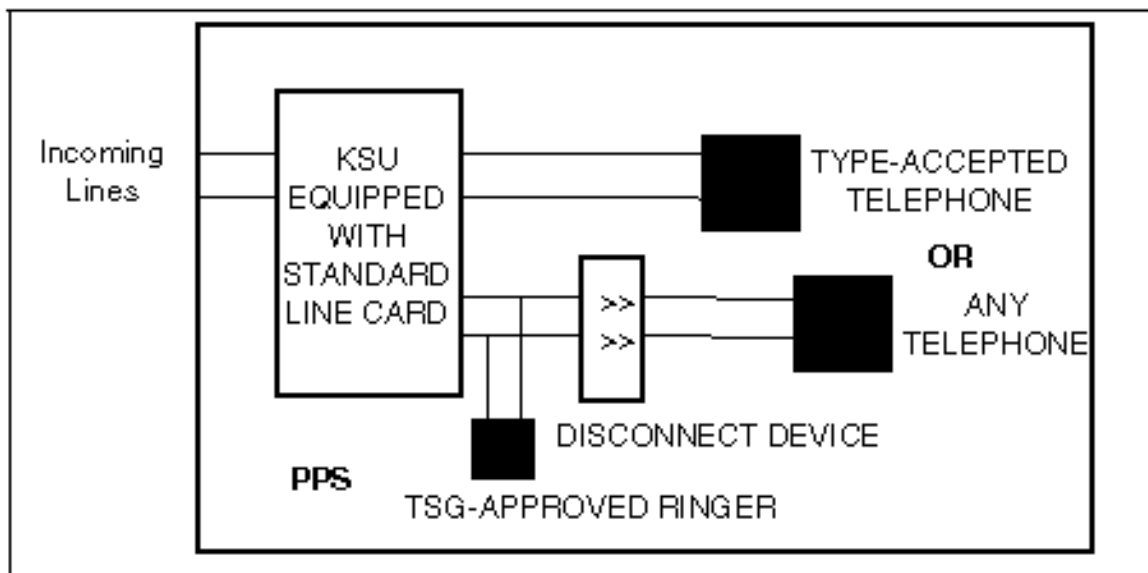 Incoming
Lines
KSU
EQUIPPED
WITH
STANDARD
LINE CARD
TYPE-ACCEPTED
TELEPHONE
OR
>>
>>
ANY
TELEPHONE
DISCONNECT DEVICE
PPS
TSG-APPROVED RINGER